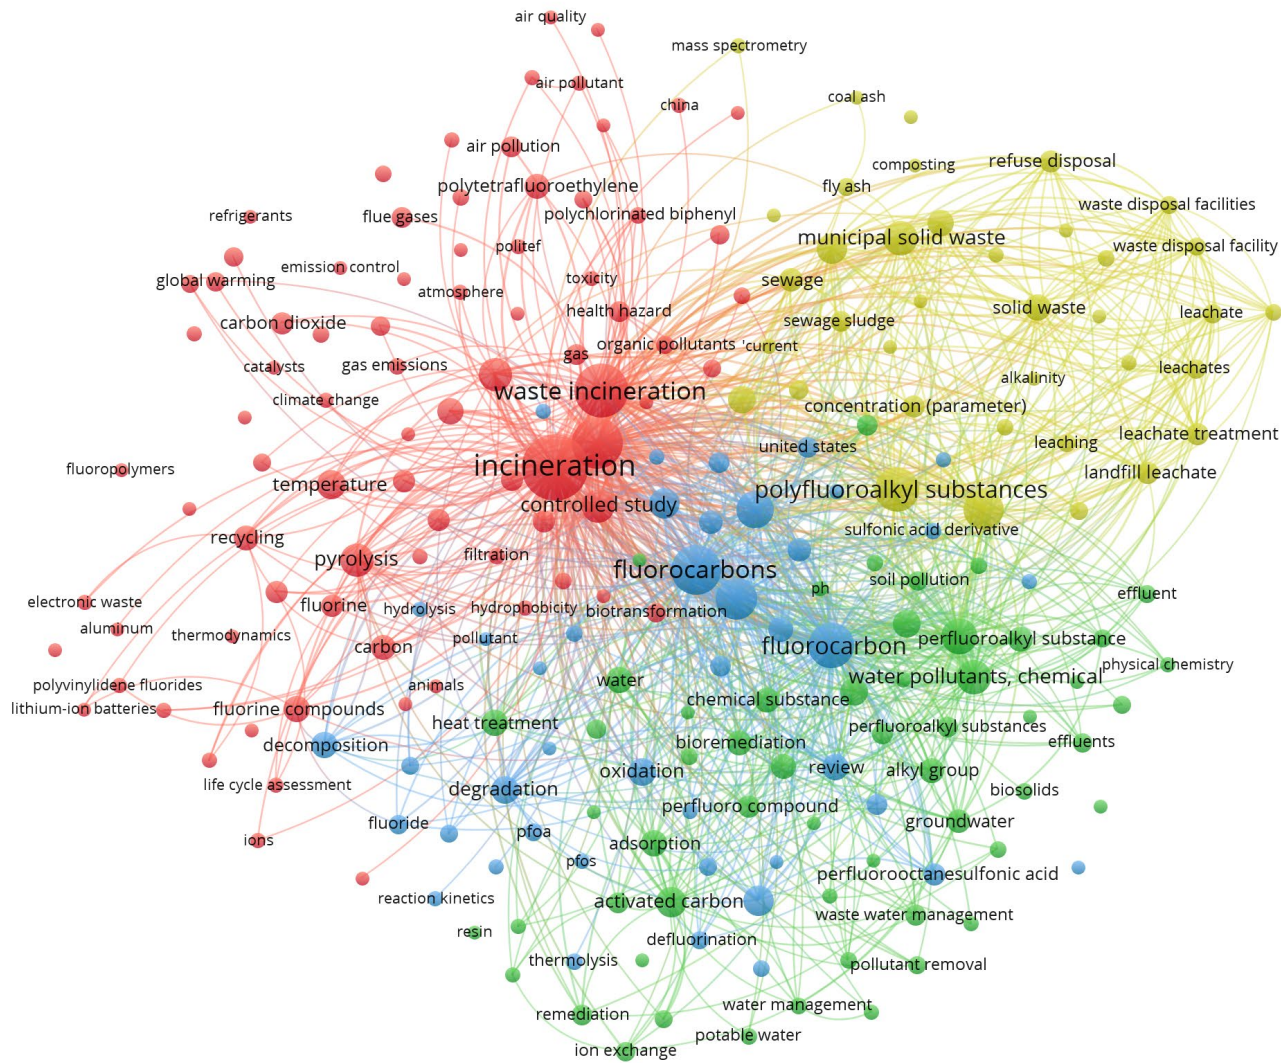 air quality
mass spectrometry
air pollutant
coal ash
china
air pollution
composting
refuse disposal
polytetrafluoroethylene
fly ash
waste disposal facilities
refrigerants
flue gases
polychlorinated biphenyl
municipal solid waste
waste disposal facility
politef
emission control
toxicity
sewage
global warming
atmosphere
health hazard
solid waste
leachate
carbon dioxide
sewage sludge
organic pollutants
'current
gas
gas emissions
catalysts
leachates
alkalinity
waste incineration
climate change
concentration (parameter)
united states
leaching
leachate treatment
fluoropolymers
incineration
landfill leachate
temperature
polyfluoroalkyl substances
controlled study
sulfonic acid derivative
recycling
pyrolysis
filtration
fluorocarbons
soil pollution
ph
effluent
electronic waste
fluorine
hydrolysis
hydrophobicity
biotransformation
aluminum
thermodynamics
pollutant
perfluoroalkyl substance
carbon
fluorocarbon
physical chemistry
water pollutants, chemical
polyvinylidene fluorides
animals
water
chemical substance
lithium-ion batteries
fluorine compounds
heat treatment
perfluoroalkyl substances
decomposition
bioremediation
effluents
oxidation
review
alkyl group
life cycle assessment
degradation
biosolids
perfluoro compound
fluoride
pfoa
groundwater
ions
adsorption
pfos
perfluorooctanesulfonic acid
reaction kinetics
activated carbon
waste water management
resin
defluorination
thermolysis
pollutant removal
remediation
water management
potable water
ion exchange